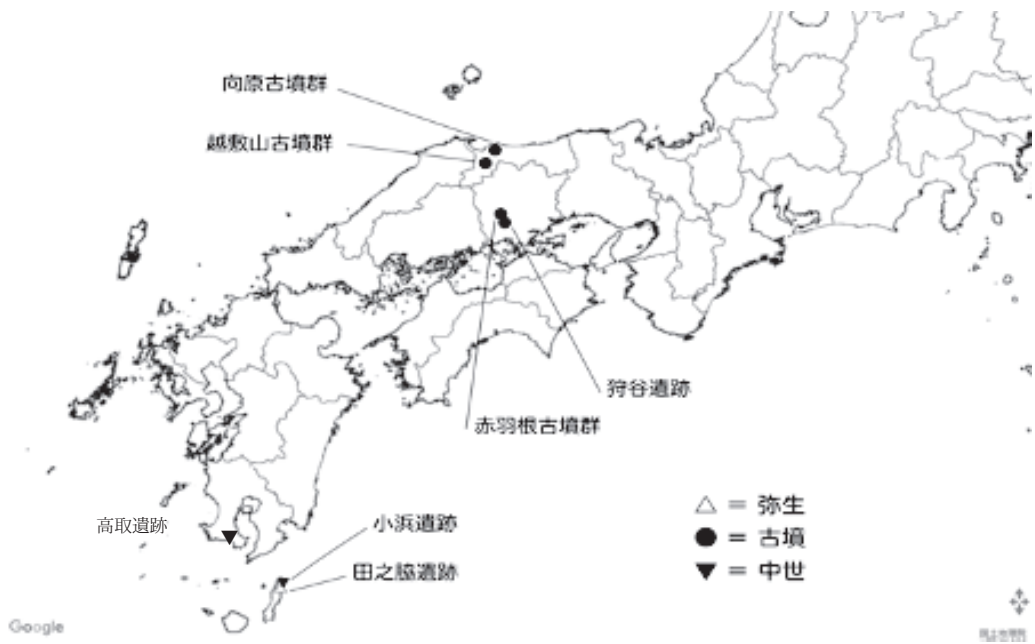 向原古墳群
越敷山古墳群
狩谷遺跡
赤羽根古墳群
高取遺跡
小浜遺跡
田之脇遺跡
△ = 弥生
● = 古墳
▼ = 中世
Google